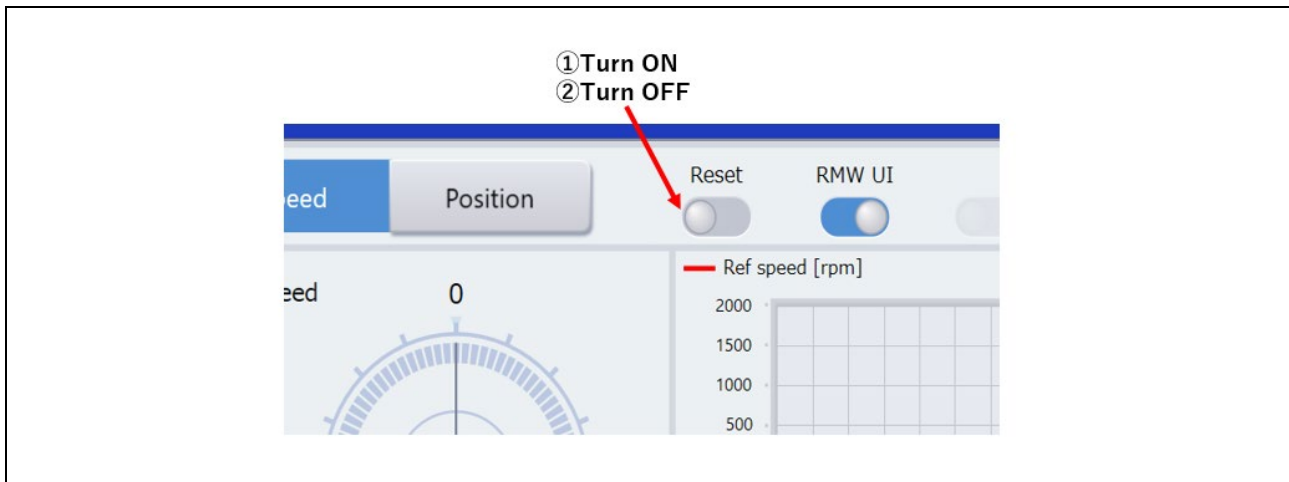 ①Turn ON
②Turn OFF
eed
Position
Reset
RMW UI
eed
0
Ref speed [rpm]
2000
1500
1000
500